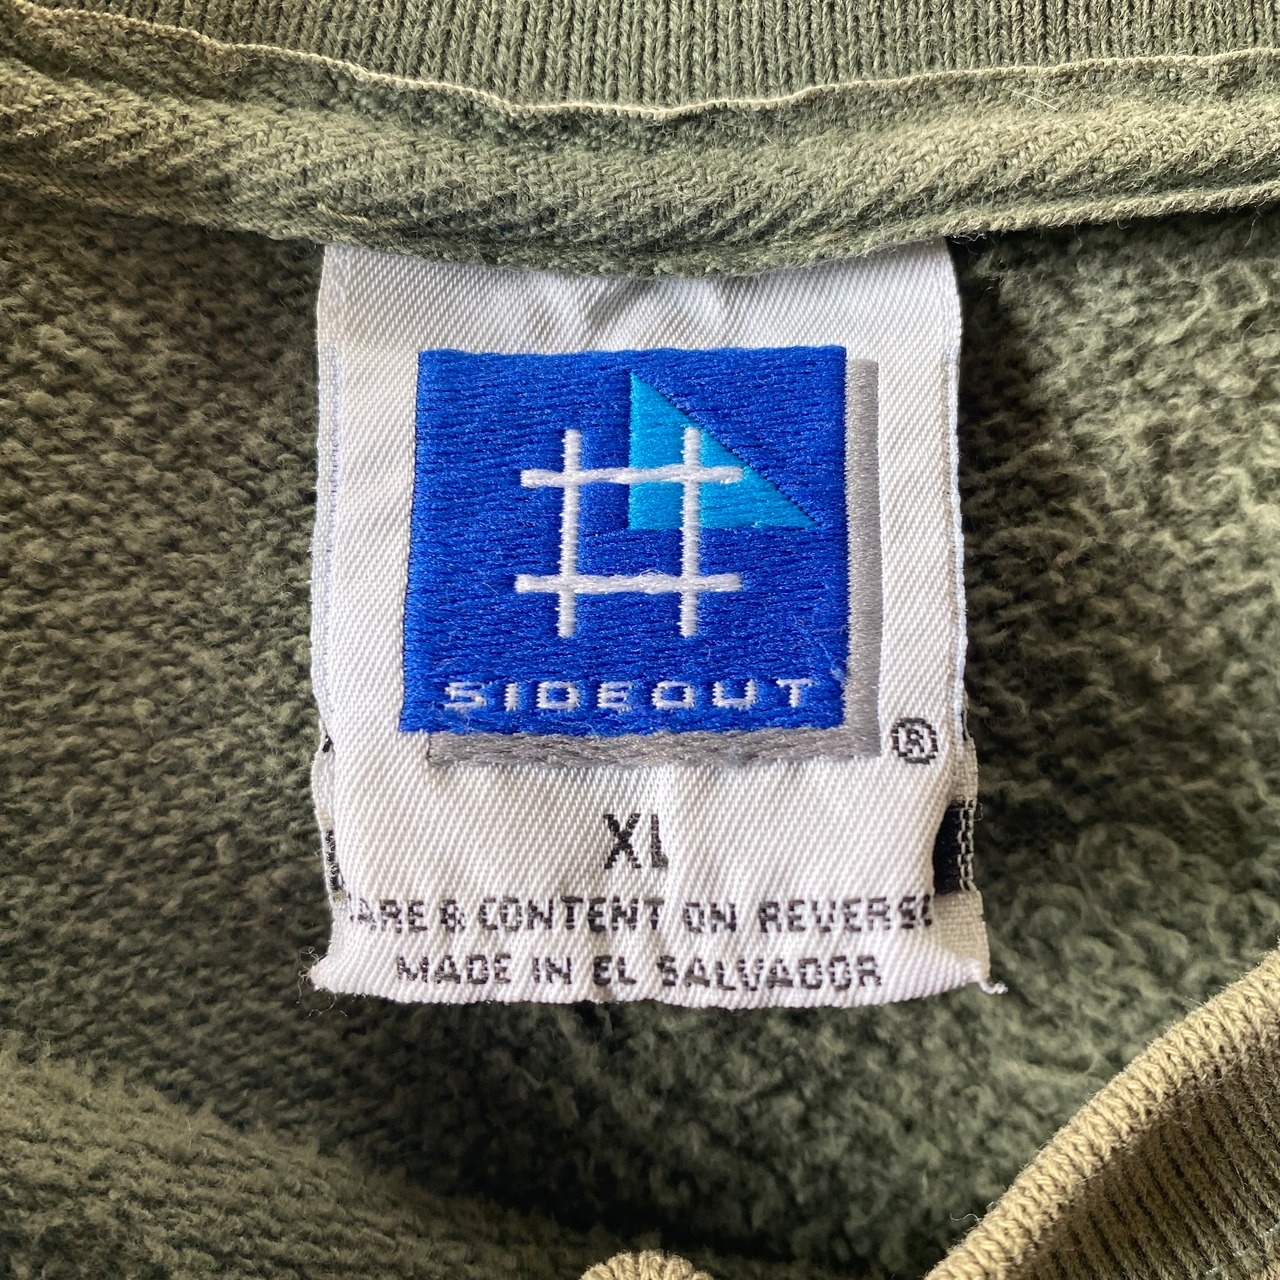 SIDEOUT
®
XL
CARE & CONTENT ON REVERSE
MADE IN EL SALVADOR